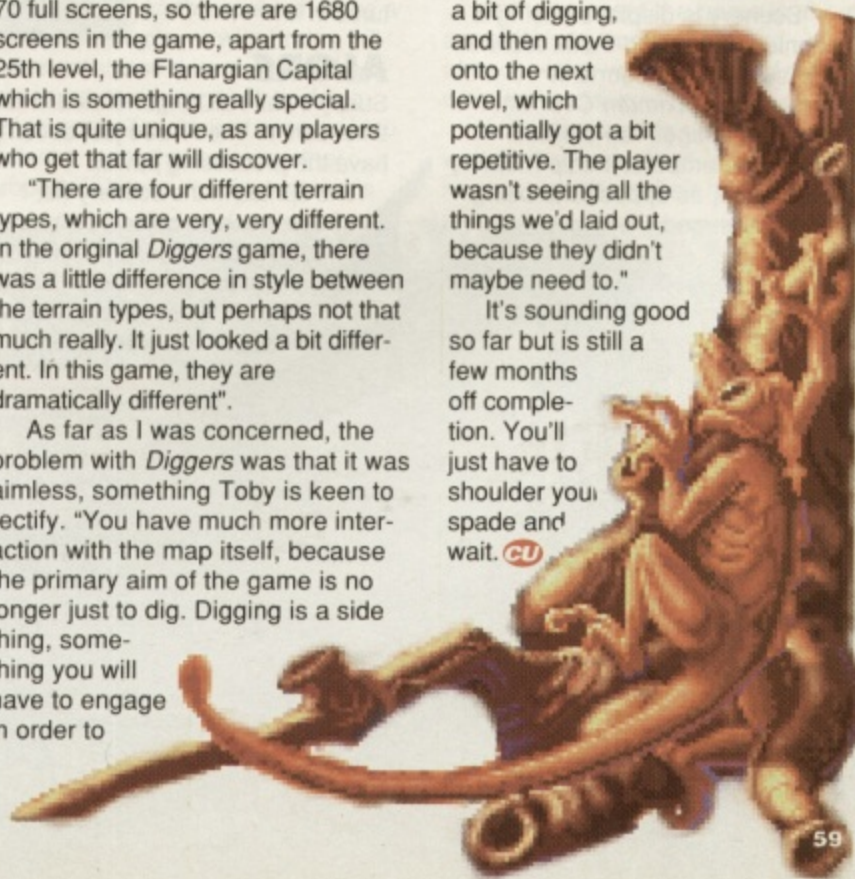 70 full screens, so there are 1680
screens in the game, apart from the
25th level, the Flanargian Capital
which is something really special.
That is quite unique, as any players
who get that far will discover.
"There are four different terrain
ypes, which are very, very different.
n the original Diggers game, there
was a little difference in style between
he terrain types, but perhaps not that
much really. It just looked a bit differ-
ent. In this game, they are
dramatically different".
As far as I was concerned, the
problem with Diggers was that it was
aimless, something Toby is keen to
ectify. "You have much more inter-
action with the map itself, because
he primary aim of the game is no
onger just to dig. Digging is a side
hing, some-
hing you will
have to engage
n order to
a bit of digging,
and then move
onto the next
level, which
potentially got a bit
repetitive. The player
wasn't seeing all the
things we'd laid out,
because they didn't
maybe need to."
It's sounding good
so far but is still a
few months
off comple-
tion. You'll
just have to
shoulder your
spade and
wait. CU
59